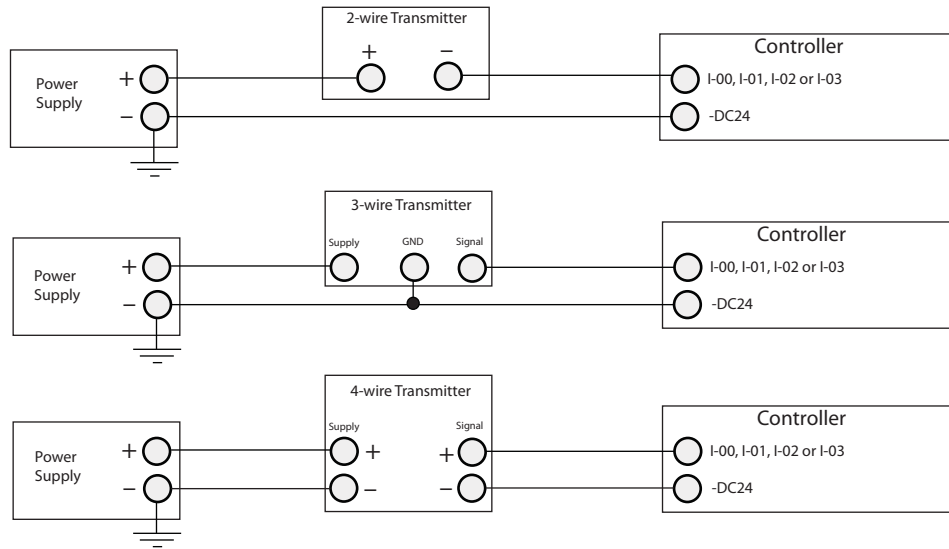 2-wire Transmitter
+ −
Power
Supply
+
−
Controller
I-00, I-01, I-02 or I-03
-DC24
3-wire Transmitter
Supply GND Signal
Power
Supply
+
−
Controller
I-00, I-01, I-02 or I-03
-DC24
4-wire Transmitter
Supply Signal
+ +
− −
Power
Supply
+
−
Controller
I-00, I-01, I-02 or I-03
-DC24